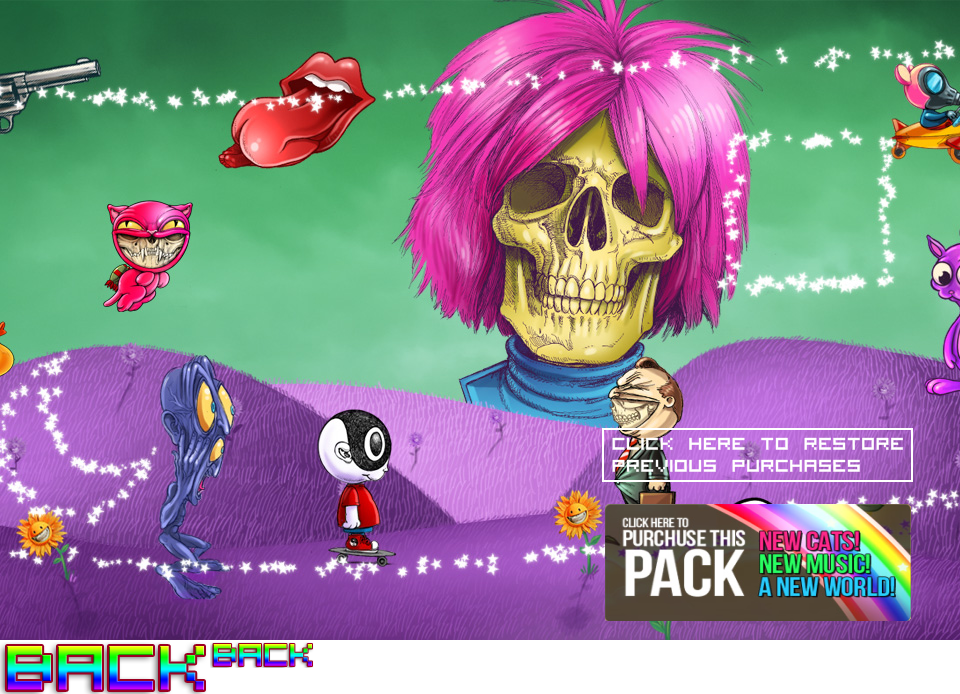 CLICK HERE TO RESTORE
PREVIOUS PURCHASES
CLICK HERE TO
PURCHUSE THIS
PACK
NEW CATS!
NEW MUSIC!
A NEW WORLD!
BACK BACK